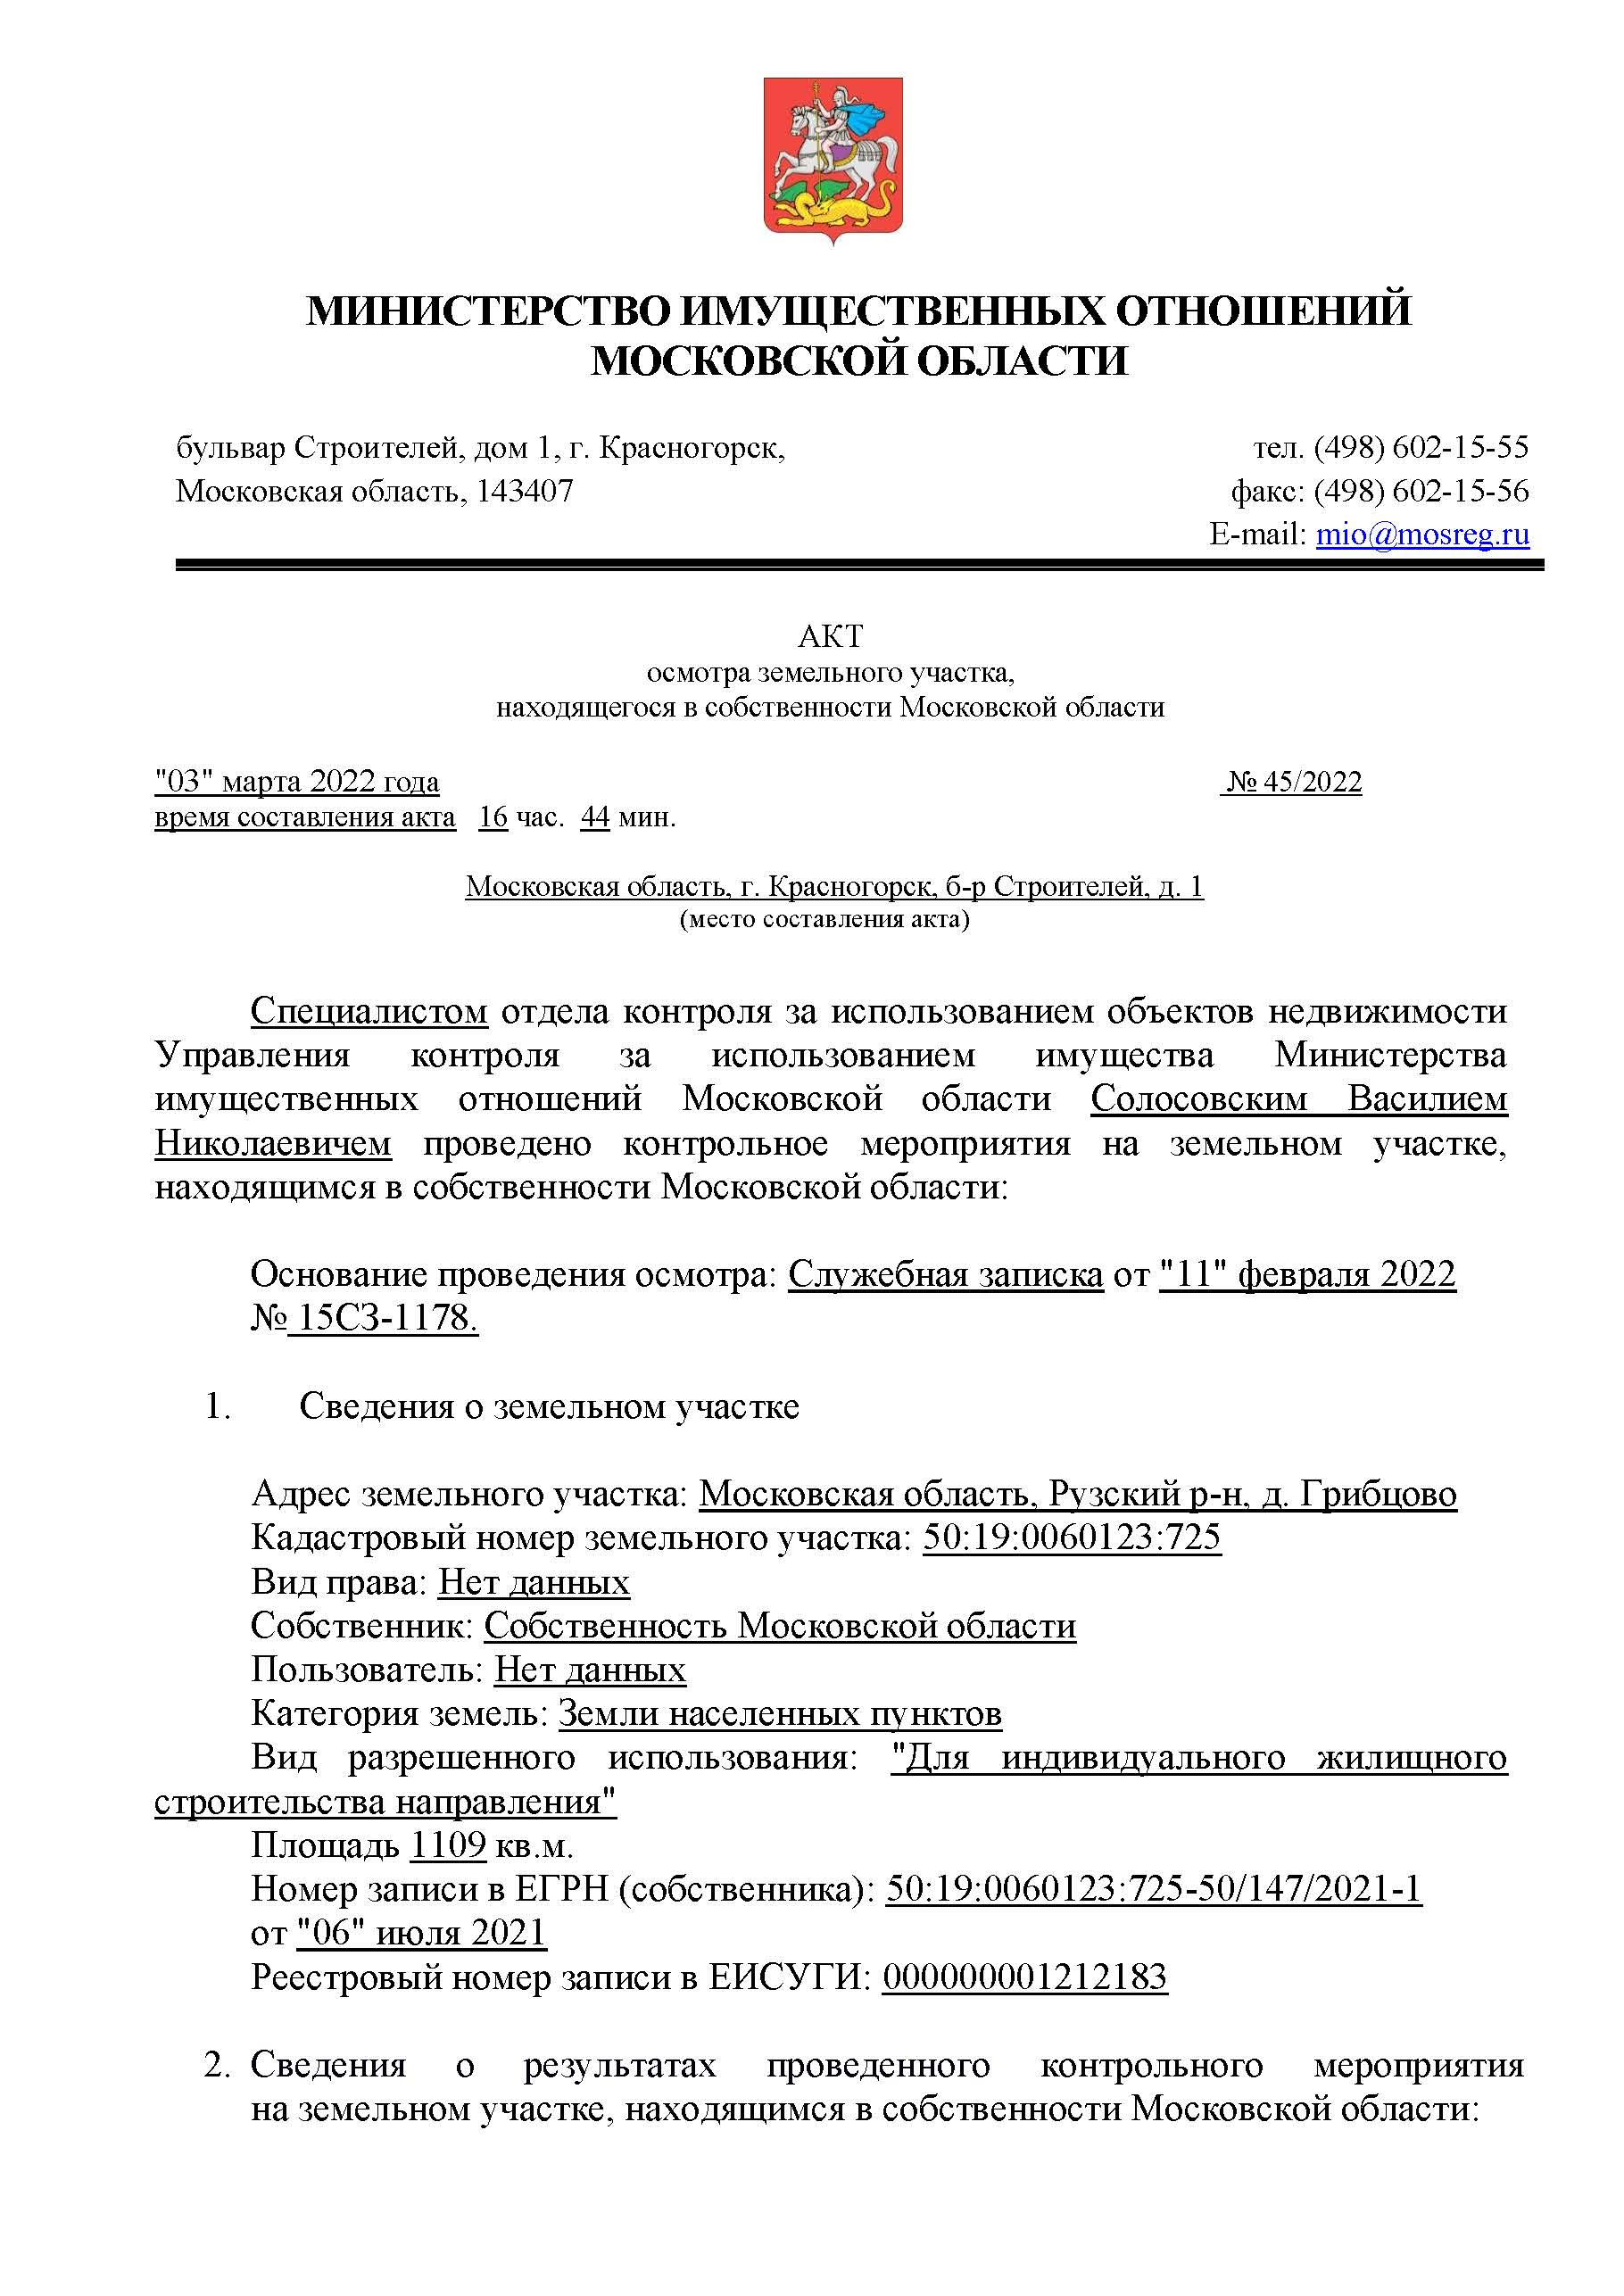 МИНИСТЕРСТВО ИМУЩЕСТВЕННЫХ ОТНОШЕНИЙ
МОСКОВСКОЙ ОБЛАСТИ
бульвар Строителей, дом 1, г. Красногорск,
Московская область, 143407
тел. (498) 602-15-55
факс: (498) 602-15-56
E-mail: mio@mosreg.ru
АКТ
осмотра земельного участка,
находящегося в собственности Московской области
"03" марта 2022 года № 45/2022
время составления акта 16 час. 44 мин.
Московская область, г. Красногорск, б-р Строителей, д. 1
(место составления акта)
Специалистом отдела контроля за использованием объектов недвижимости
Управления контроля за использованием имущества Министерства
имущественных отношений Московской области Солосовским Василием
Николаевичем проведено контрольное мероприятия на земельном участке,
находящимся в собственности Московской области:
Основание проведения осмотра: Служебная записка от "11" февраля 2022
№ 15СЗ-1178.
1. Сведения о земельном участке
Адрес земельного участка: Московская область, Рузский р-н, д. Грибцово
Кадастровый номер земельного участка: 50:19:0060123:725
Вид права: Нет данных
Собственник: Собственность Московской области
Пользователь: Нет данных
Категория земель: Земли населенных пунктов
Вид разрешенного использования: "Для индивидуального жилищного
строительства направления"
Площадь 1109 кв.м.
Номер записи в ЕГРН (собственника): 50:19:0060123:725-50/147/2021-1
от "06" июля 2021
Реестровый номер записи в ЕИСУГИ: 000000001212183
2. Сведения о результатах проведенного контрольного мероприятия
на земельном участке, находящимся в собственности Московской области: